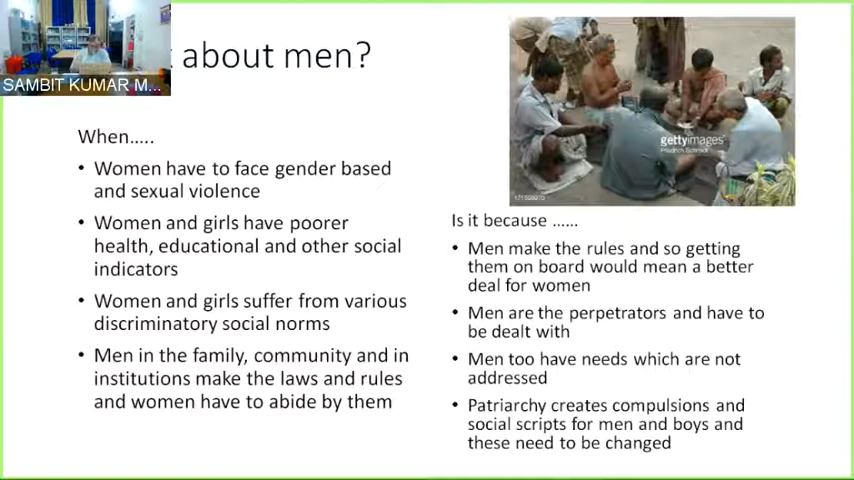 SAMBIT KUMAR M...
about men?
When.....
• Women have to face gender based
and sexual violence
• Women and girls have poorer
health, educational and other social
indicators
• Women and girls suffer from various
discriminatory social norms
• Men in the family, community and in
institutions make the laws and rules
and women have to abide by them
gettyimages
Is it because ......
• Men make the rules and so getting
them on board would mean a better
deal for women
• Men are the perpetrators and have to
be dealt with
• Men too have needs which are not
addressed
• Patriarchy creates compulsions and
social scripts for men and boys and
these need to be changed